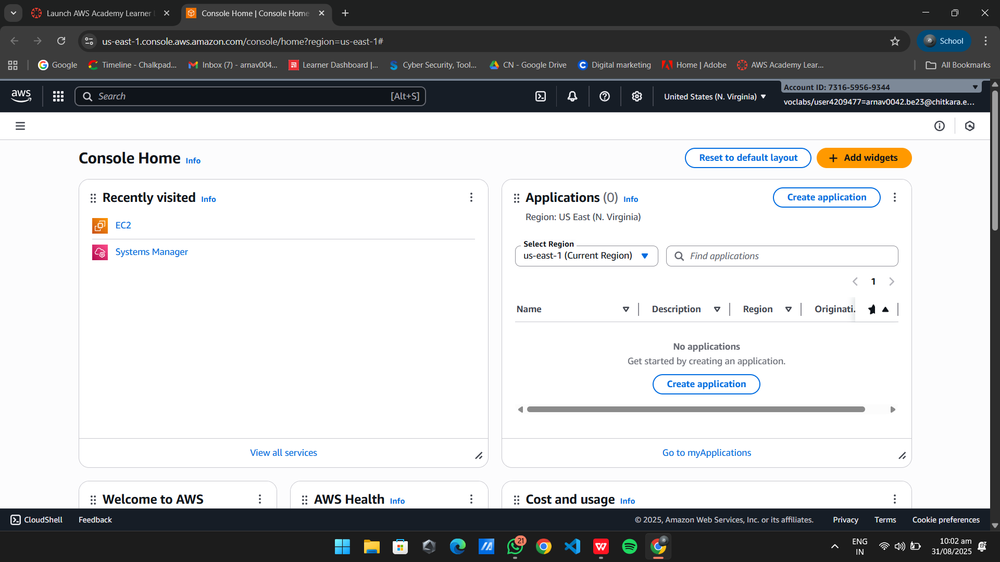 Launch AWS Academy Learner
Console Home | Console Home
us-east-1.console.aws.amazon.com/console/home?region=us-east-1#
School
Google
Timeline - Chalkpad...
Inbox (7) - arnav004...
Learner Dashboard |...
Cyber Security, Tool...
CN - Google Drive
Digital marketing
Home | Adobe
AWS Academy Lear...
All Bookmarks
aws
Search
[Alt+S]
United States (N. Virginia)
Account ID: 7316-5956-9344
voclabs/user4209477=arnav0042.be23@chitkara.e...
Console Home Info
Reset to default layout
Add widgets
Recently visited Info
EC2
Systems Manager
View all services
Applications (0) Info
Create application
Region: US East (N. Virginia)
Select Region
us-east-1 (Current Region)
Find applications
1
Name
Description
Region
Originati.
No applications
Get started by creating an application.
Create application
Go to myApplications
Welcome to AWS
AWS Health Info
Cost and usage Info
CloudShell
Feedback
© 2025, Amazon Web Services, Inc. or its affiliates.
Privacy
Terms
Cookie preferences
21
ENG
IN
10:02 am
31/08/2025